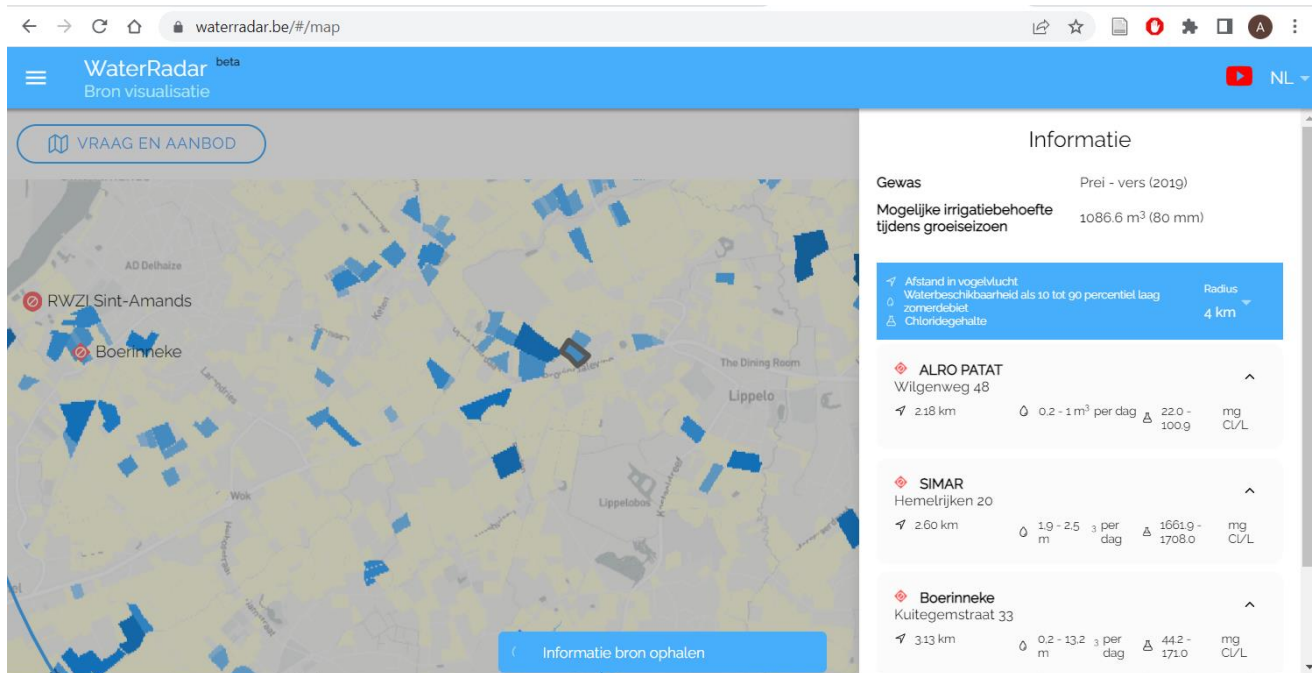 waterradar.be/#/map
A
WaterRadar beta
Bron visualisatie
NL
VRAAG EN AANBOD
AD Delhaize
RWZI Sint-Amands
Boerinneke
Keten
Larendries
The Dining Room
Lippelo
Wok
Lippelobos
Informatie bron ophalen
Informatie
Gewas Prei - vers (2019)
Mogelijke irrigatiebehoefte
tijdens groeiseizoen
1086.6 m³ (80 mm)
Afstand in vogelvlucht
Waterbeschikbaarheid als 10 tot 90 percentiel laag
zomerdebiet
Chloridegehalte
Radius
4 km
ALRO PATAT
Wilgenweg 48
2.18 km 0.2 - 1 m³ per dag 22.0 - 100.9 mg Cl/L
SIMAR
Hemelrijken 20
2.60 km 1.9 - 2,5 m³ per dag 1661.9 - 1708.0 mg Cl/L
Boerinneke
Kuitegemstraat 33
3.13 km 0.2 - 13,2 m³ per dag 44.2 - 171.0 mg Cl/L